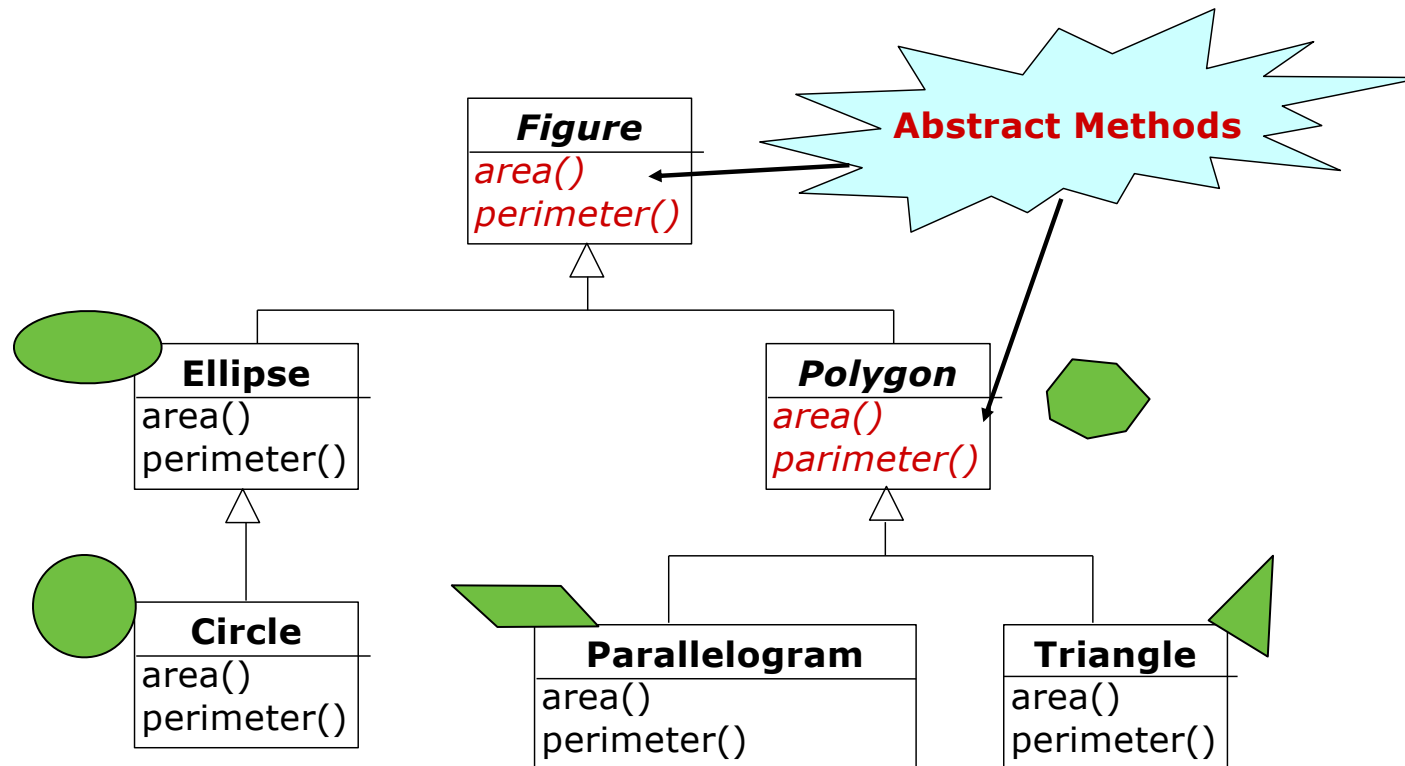 Abstract Methods
Figure
area()
perimeter()
Ellipse
area()
perimeter()
Polygon
area()
parimeter()
Circle
area()
perimeter()
Parallelogram
area()
perimeter()
Triangle
area()
perimeter()